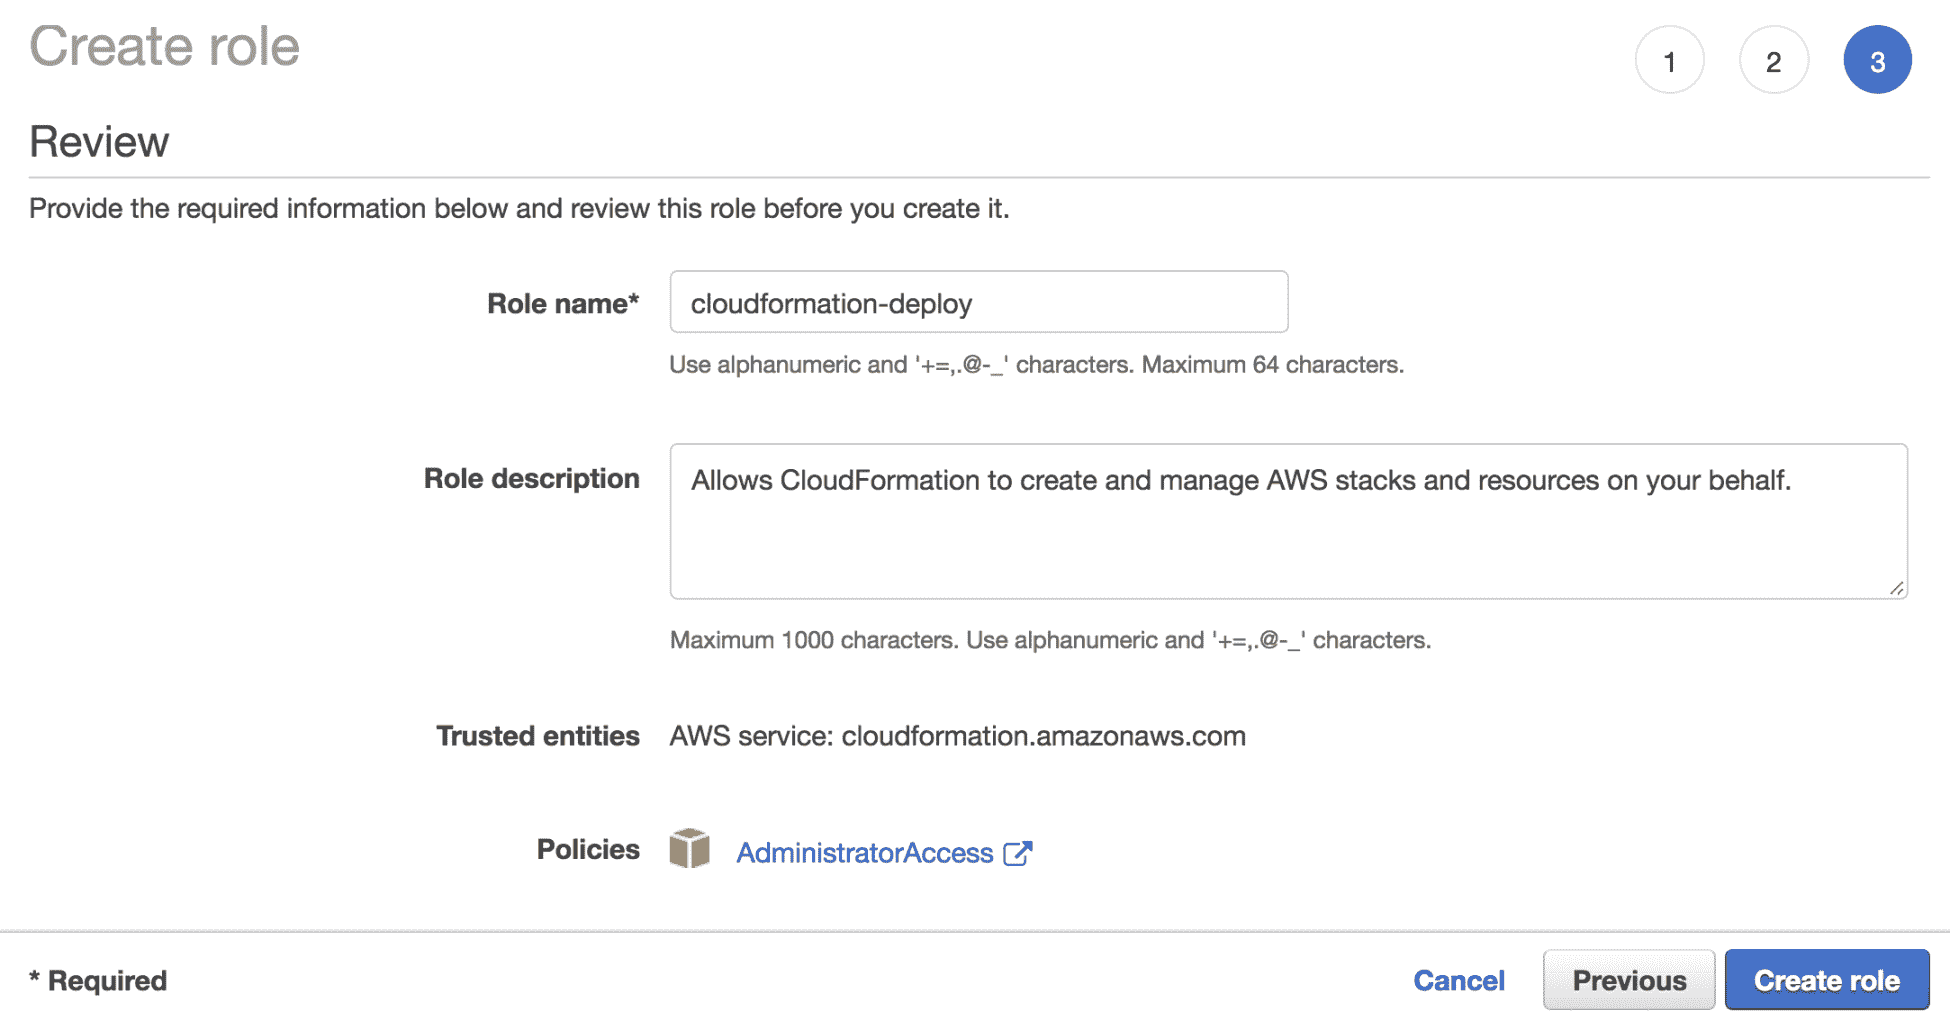 Create role
1 2 3
Review
Provide the required information below and review this role before you create it.
Role name* cloudformation-deploy
Use alphanumeric and '+=,.@-_' characters. Maximum 64 characters.
Role description Allows CloudFormation to create and manage AWS stacks and resources on your behalf.
Maximum 1000 characters. Use alphanumeric and '+=,.@-_' characters.
Trusted entities AWS service: cloudformation.amazonaws.com
Policies AdministratorAccess
* Required Cancel Previous Create role